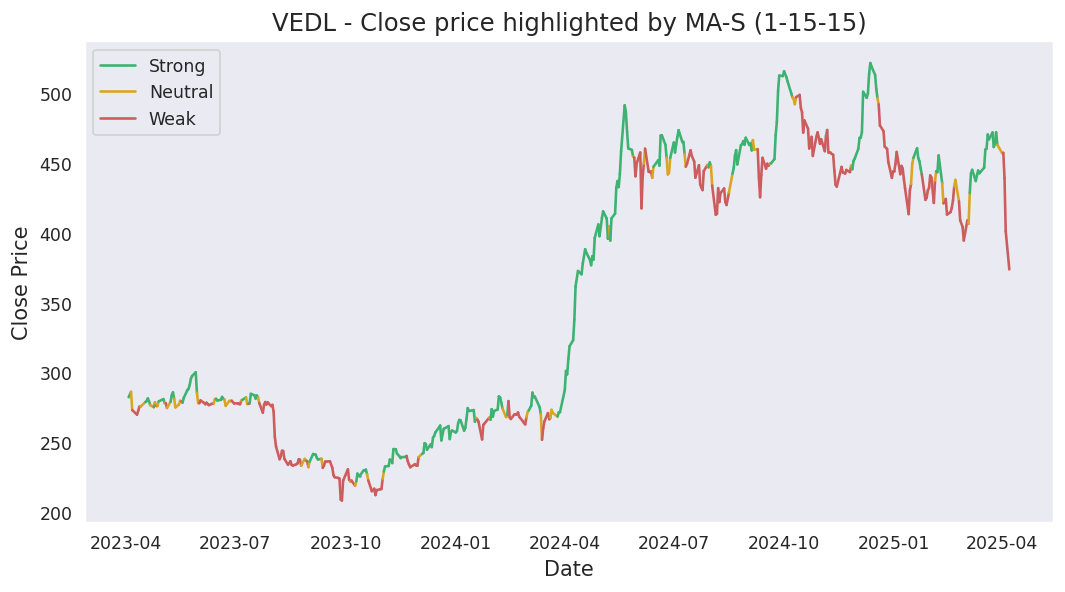 VEDL - Close price highlighted by MA-S (1-15-15)
Strong
Neutral
Weak
Close Price
500
450
400
350
300
250
200
2023-04 2023-07 2023-10 2024-01 2024-04 2024-07 2024-10 2025-01 2025-04
Date